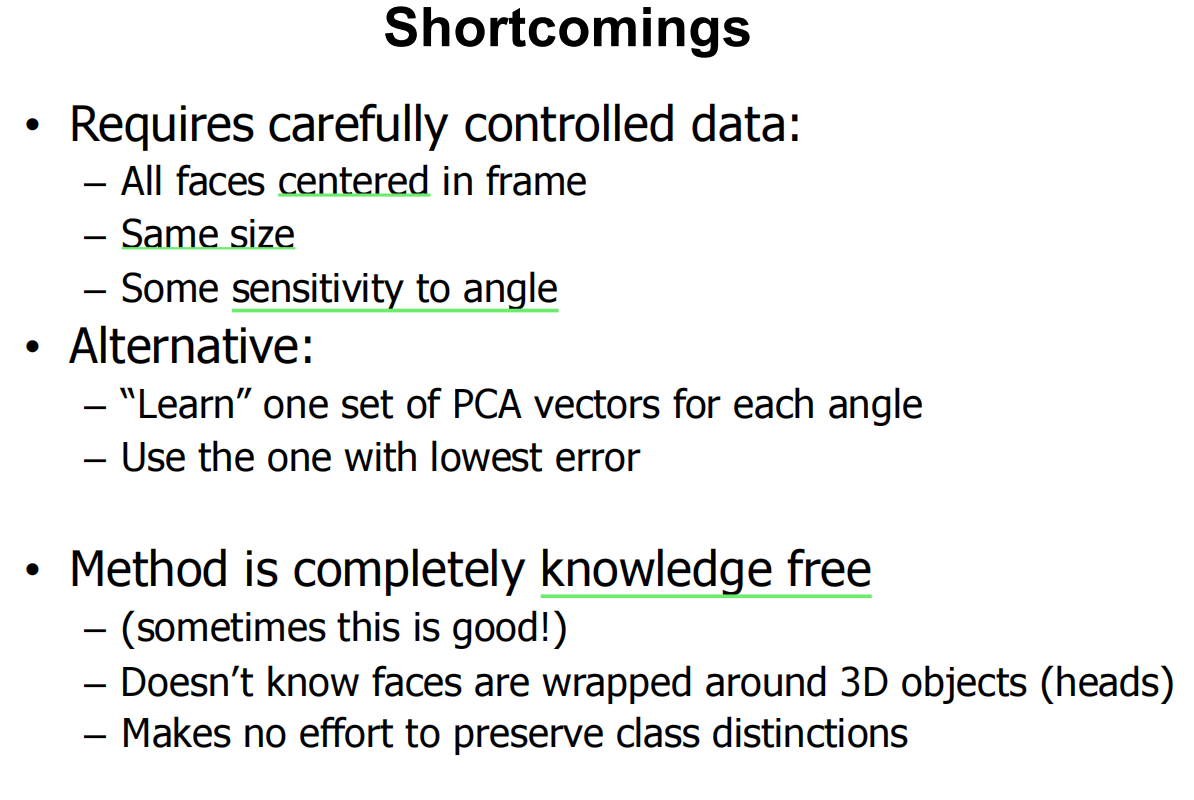 Shortcomings
• Requires carefully controlled data:
– All faces centered in frame
– Same size
– Some sensitivity to angle
• Alternative:
– “Learn” one set of PCA vectors for each angle
– Use the one with lowest error
• Method is completely knowledge free
– (sometimes this is good!)
– Doesn’t know faces are wrapped around 3D objects (heads)
– Makes no effort to preserve class distinctions